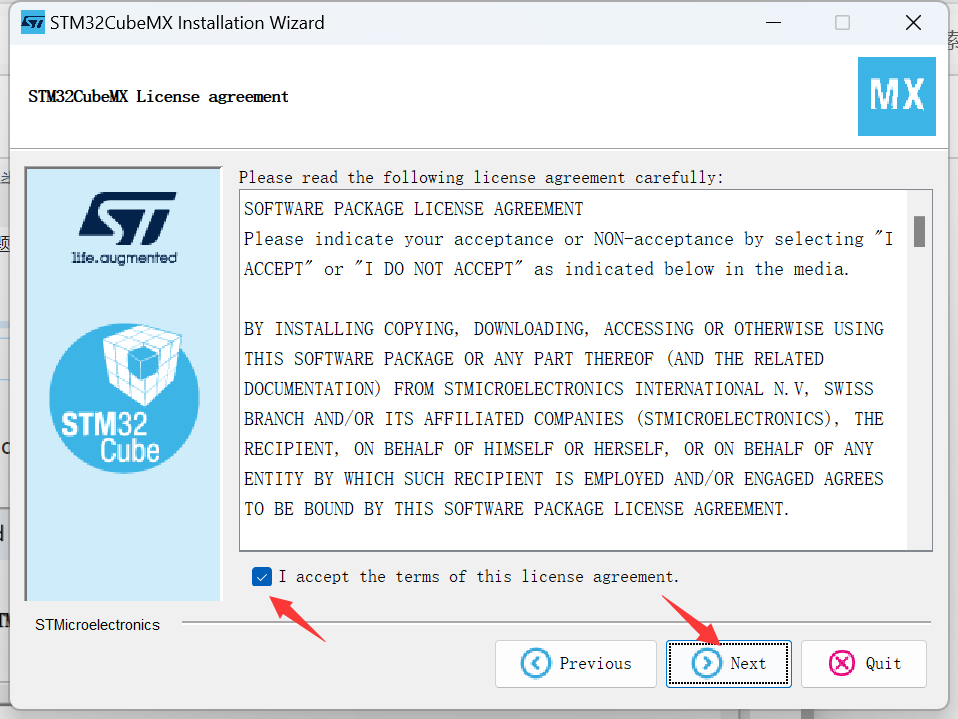 STM32CubeMX Installation Wizard
STM32CubeMX License agreement
MX
Please read the following license agreement carefully:
SOFTWARE PACKAGE LICENSE AGREEMENT
Please indicate your acceptance or NON-acceptance by selecting "I
ACCEPT" or "I DO NOT ACCEPT" as indicated below in the media.
BY INSTALLING COPYING, DOWNLOADING, ACCESSING OR OTHERWISE USING
THIS SOFTWARE PACKAGE OR ANY PART THEREOF (AND THE RELATED
DOCUMENTATION) FROM STMICROELECTRONICS INTERNATIONAL N.V, SWISS
BRANCH AND/OR ITS AFFILIATED COMPANIES (STMICROELECTRONICS), THE
RECIPIENT, ON BEHALF OF HIMSELF OR HERSELF, OR ON BEHALF OF ANY
ENTITY BY WHICH SUCH RECIPIENT IS EMPLOYED AND/OR ENGAGED AGREES
TO BE BOUND BY THIS SOFTWARE PACKAGE LICENSE AGREEMENT.
ST
life.augmented
STM32
Cube
I accept the terms of this license agreement.
STMicroelectronics
Previous
Next
Quit